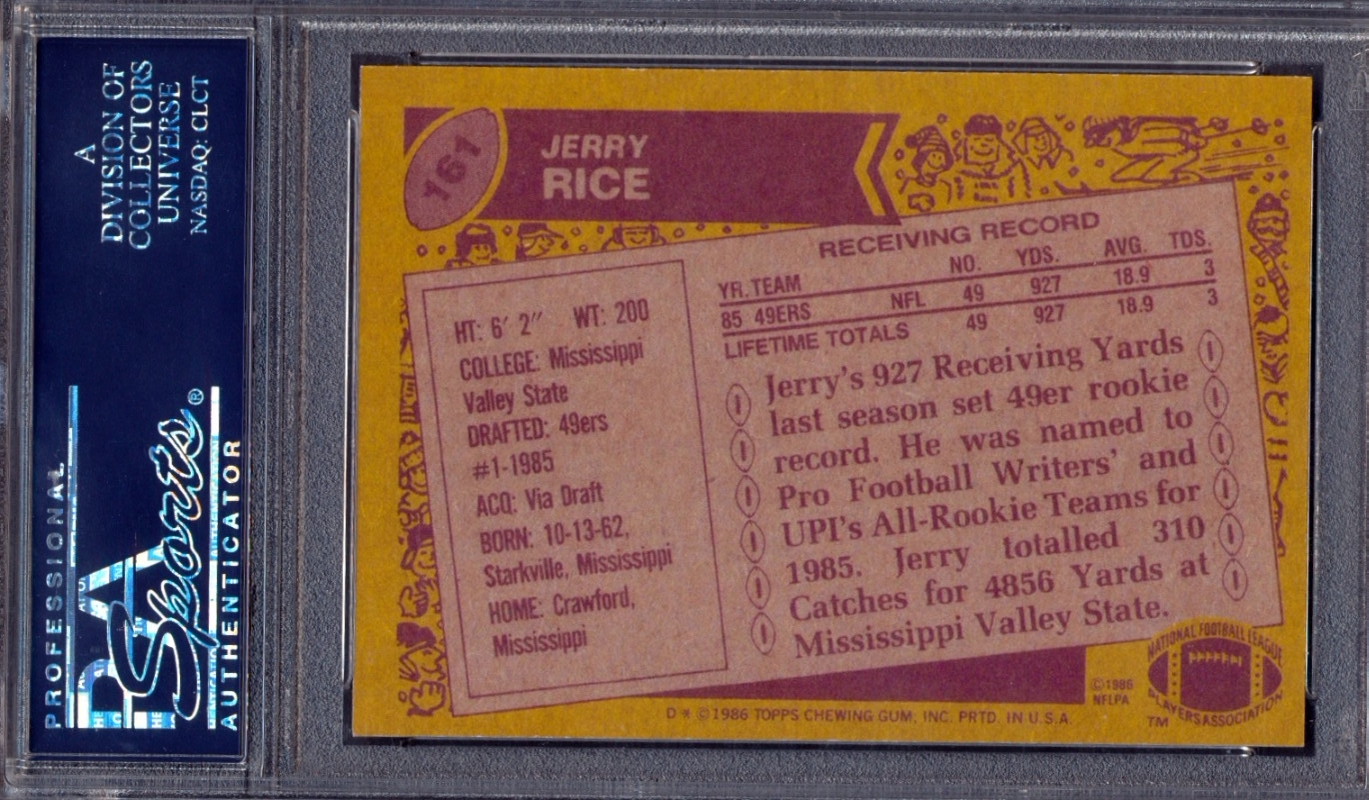 A
DIVISION OF
COLLECTORS
UNIVERSE
NASDAQ: CLCT
PROFESSIONAL
PSA
Sports®
AUTHENTICATOR
161
JERRY
RICE
RECEIVING RECORD
YR. TEAM NO. YDS. AVG. TDS.
85 49ERS NFL 49 927 18.9 3
LIFETIME TOTALS 49 927 18.9 3
HT: 6′ 2″ WT: 200
COLLEGE: Mississippi
Valley State
DRAFTED: 49ers
#1-1985
ACQ: Via Draft
BORN: 10-13-62,
Starkville, Mississippi
HOME: Crawford,
Mississippi
Jerry's 927 Receiving Yards
last season set 49er rookie
record. He was named to
Pro Football Writers' and
UPI's All-Rookie Teams for
1985. Jerry totalled 310
Catches for 4856 Yards at
Mississippi Valley State.
©1986
NFLPA
NATIONAL FOOTBALL LEAGUE
PLAYERS ASSOCIATION
TM
D* ©1986 TOPPS CHEWING GUM, INC. PRTD. IN U.S.A.